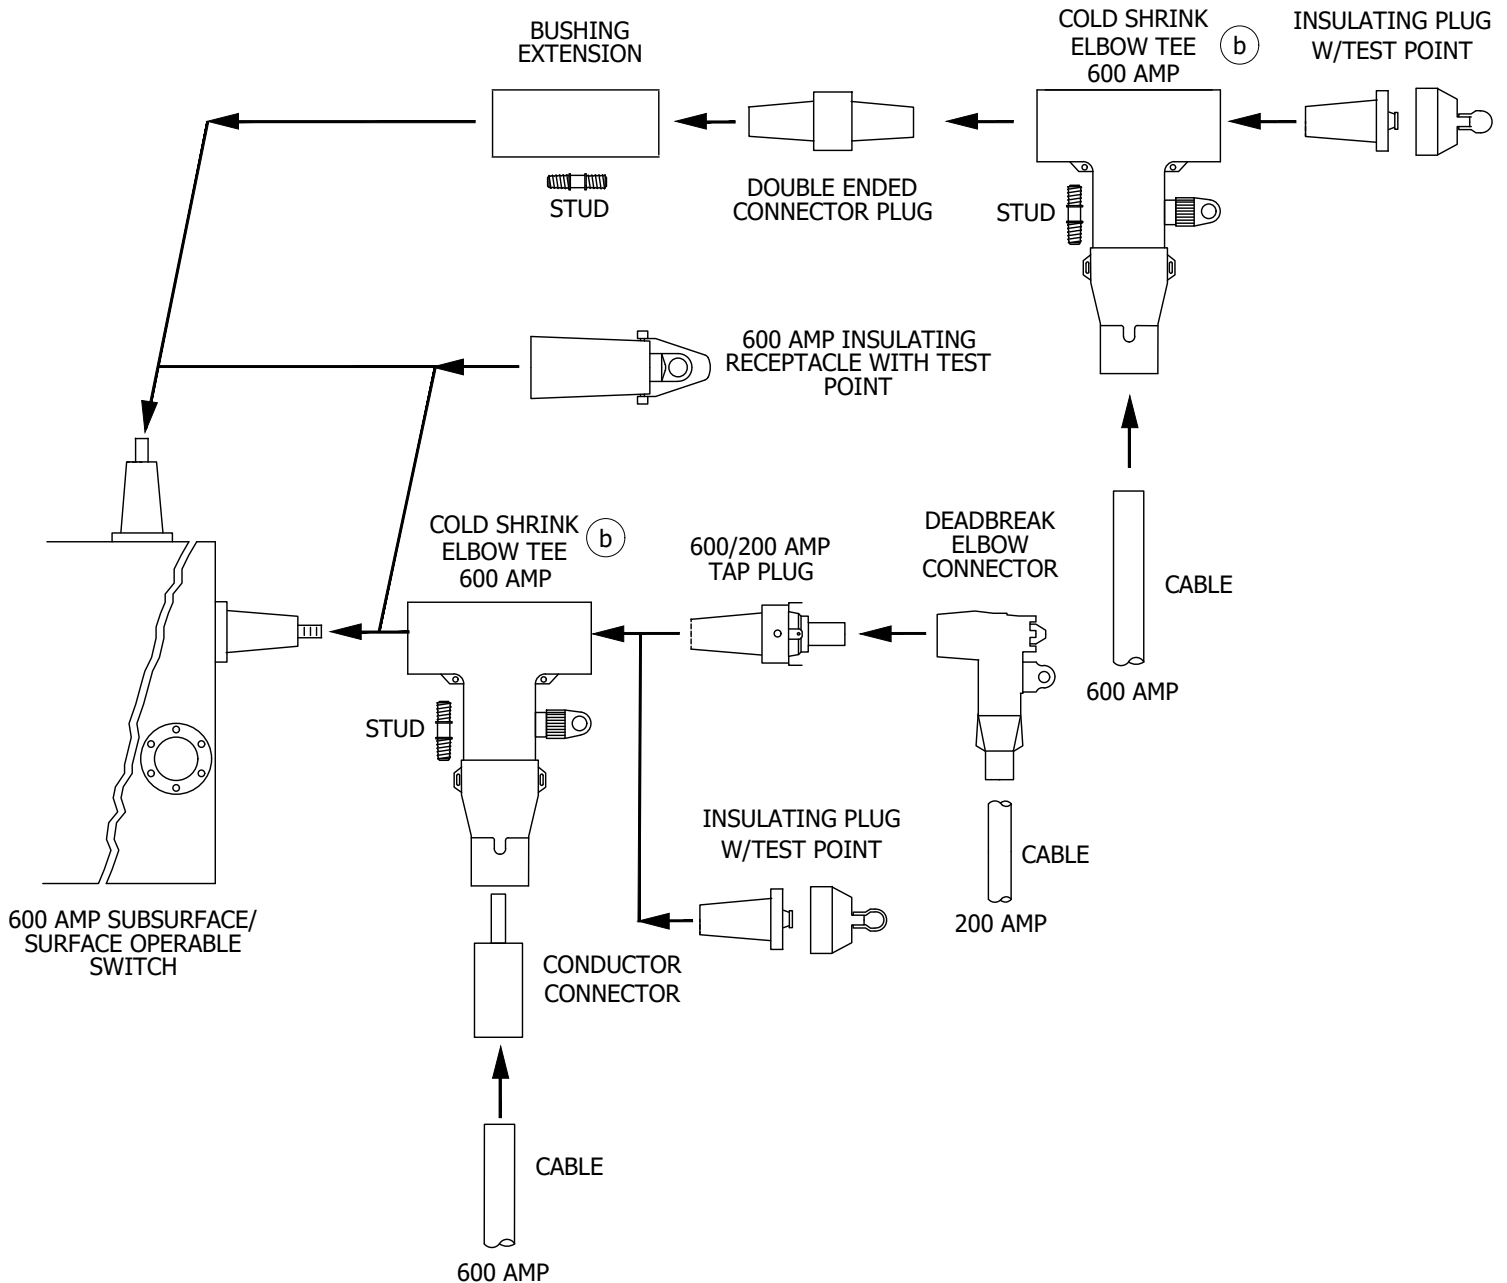 BUSHING
EXTENSION
COLD SHRINK
ELBOW TEE
600 AMP
b
INSULATING PLUG
W/TEST POINT
STUD
DOUBLE ENDED
CONNECTOR PLUG
STUD
600 AMP INSULATING
RECEPTACLE WITH TEST
POINT
COLD SHRINK
ELBOW TEE
600 AMP
b
600/200 AMP
TAP PLUG
DEADBREAK
ELBOW
CONNECTOR
CABLE
600 AMP
STUD
INSULATING PLUG
W/TEST POINT
CABLE
200 AMP
600 AMP SUBSURFACE/
SURFACE OPERABLE
SWITCH
CONDUCTOR
CONNECTOR
CABLE
600 AMP